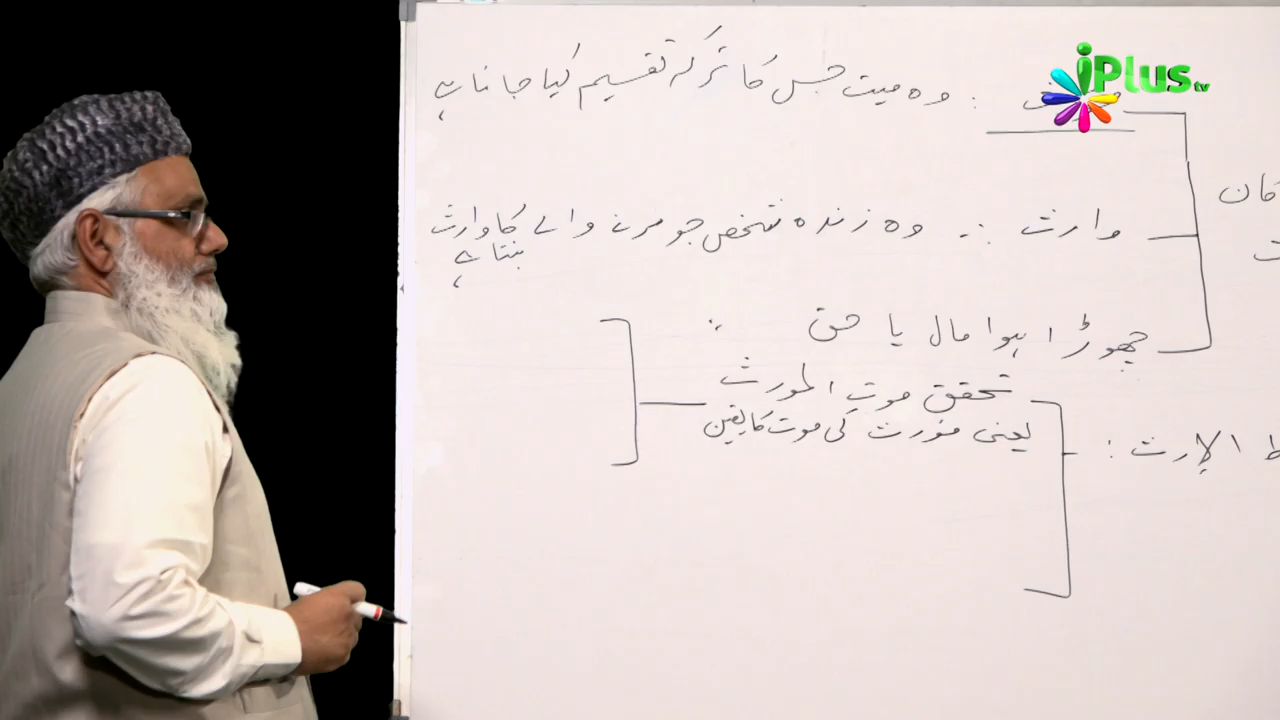 iPlus tv
: وہ میت جس کا ترکہ تقسیم کیا جاتا ہے
وارث :۔ وہ زندہ شخص جو مرنے والے کا وارث
بنتا ہے
چھوڑا ہوا مال یا حق :
تحقق موت المورث
یعنی مورث کی موت کا یقین
الإرث :